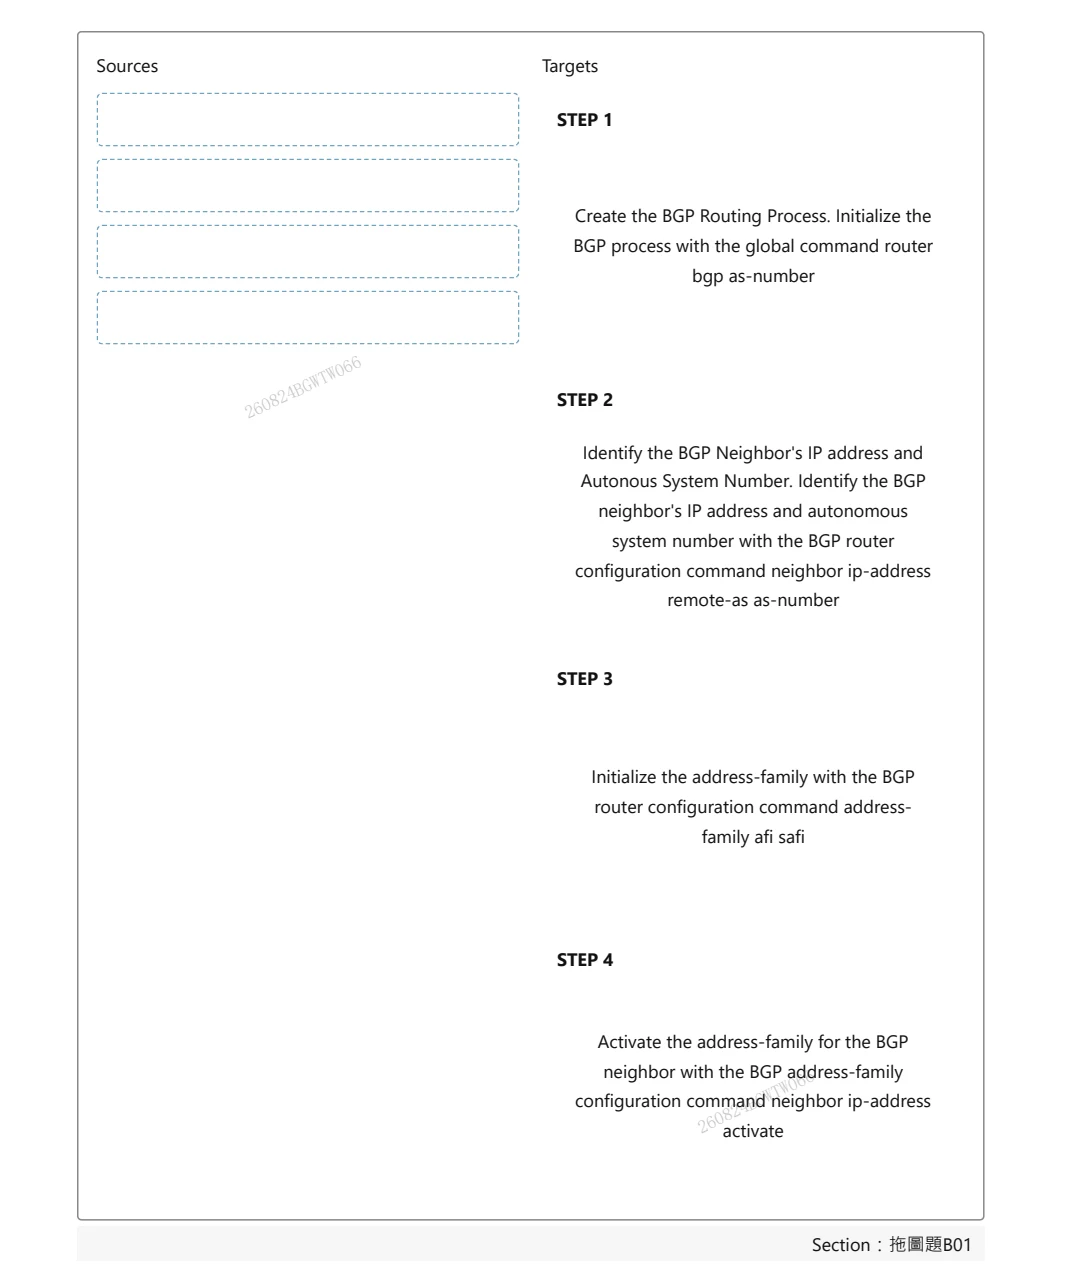 Sources
Targets
STEP 1
Create the BGP Routing Process. Initialize the
BGP process with the global command router
bgp as-number
260824BGWTW066
STEP 2
Identify the BGP Neighbor's IP address and
Autonous System Number. Identify the BGP
neighbor's IP address and autonomous
system number with the BGP router
configuration command neighbor ip-address
remote-as as-number
STEP 3
Initialize the address-family with the BGP
router configuration command address-
family afi safi
STEP 4
Activate the address-family for the BGP
neighbor with the BGP address-family
configuration command neighbor ip-address
activate
260824BGWTW066
Section：拖圖題B01